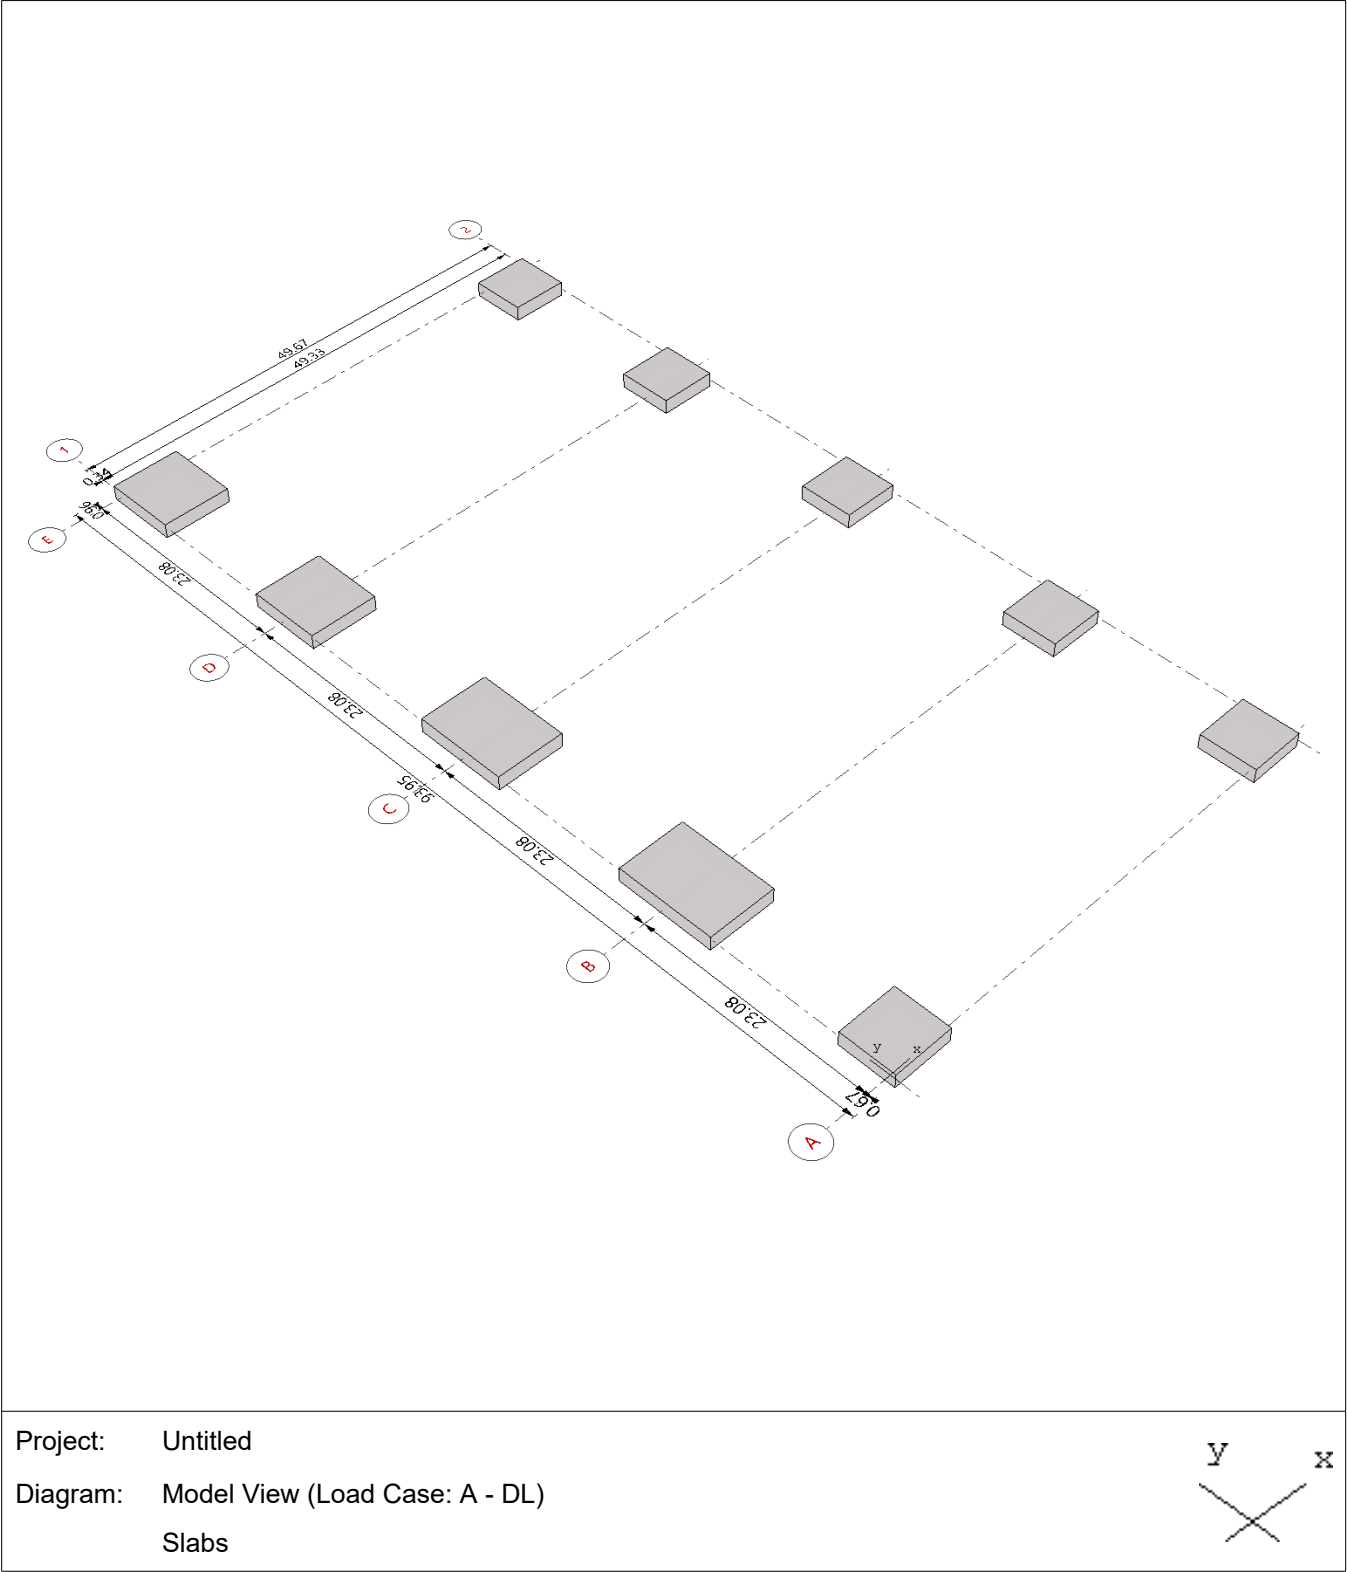 2
49.67
49.33
1
0.34
0.96
E
23.08
D
23.08
93.95
C
23.08
B
23.08
y x
0.67
A
Project: Untitled
Diagram: Model View (Load Case: A - DL)
Slabs
y x